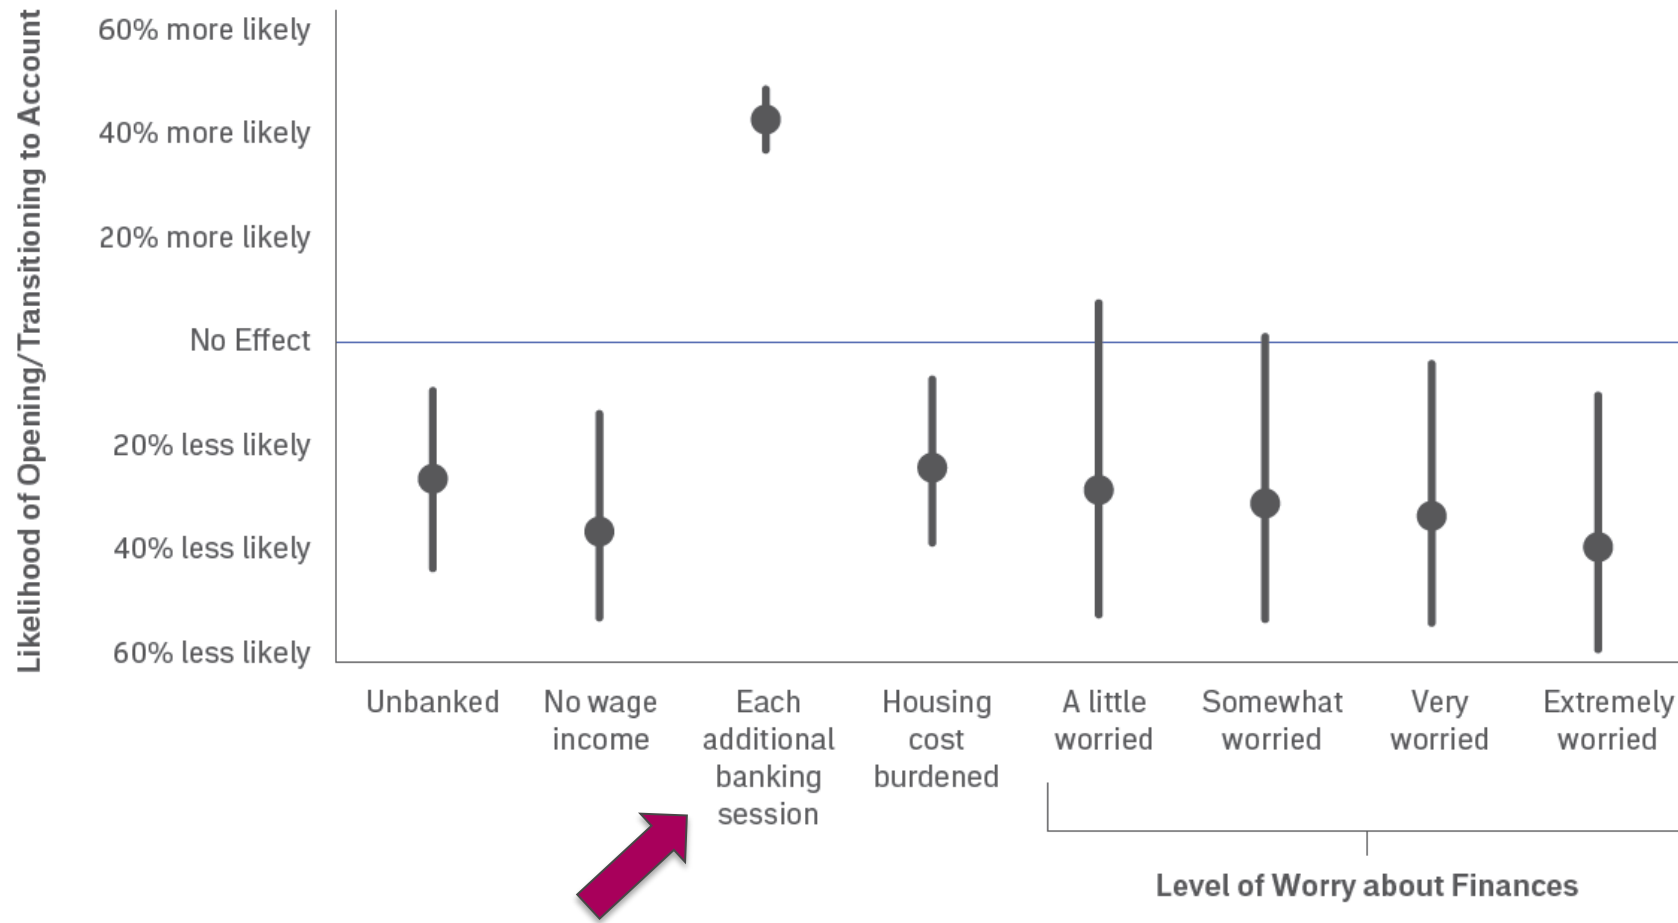 Likelihood of Opening/Transitioning to Account
60% more likely
40% more likely
20% more likely
No Effect
20% less likely
40% less likely
60% less likely
Unbanked
No wage
income
Each
additional
banking
session
Housing
cost
burdened
A little
worried
Somewhat
worried
Very
worried
Extremely
worried
Level of Worry about Finances